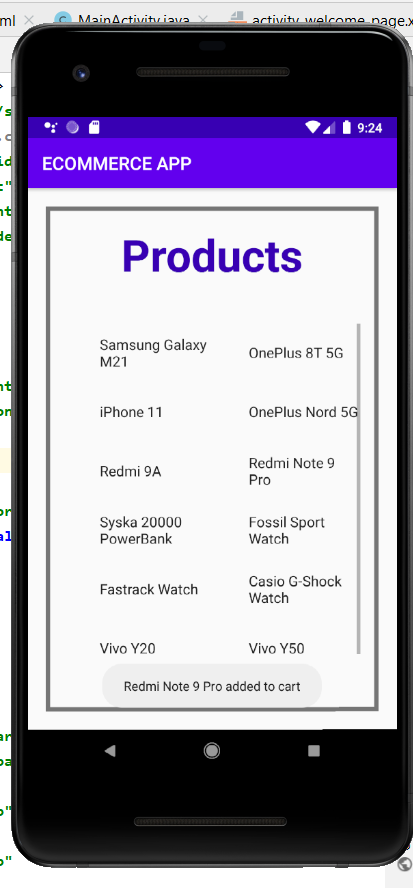 ml
MainActivity.java
activity_welcome_page.x
9:24
ECOMMERCE APP
Products
Samsung Galaxy
M21
OnePlus 8T 5G
iPhone 11
OnePlus Nord 5G
Redmi 9A
Redmi Note 9
Pro
Syska 20000
PowerBank
Fossil Sport
Watch
Fastrack Watch
Casio G-Shock
Watch
Vivo Y20
Vivo Y50
Redmi Note 9 Pro added to cart